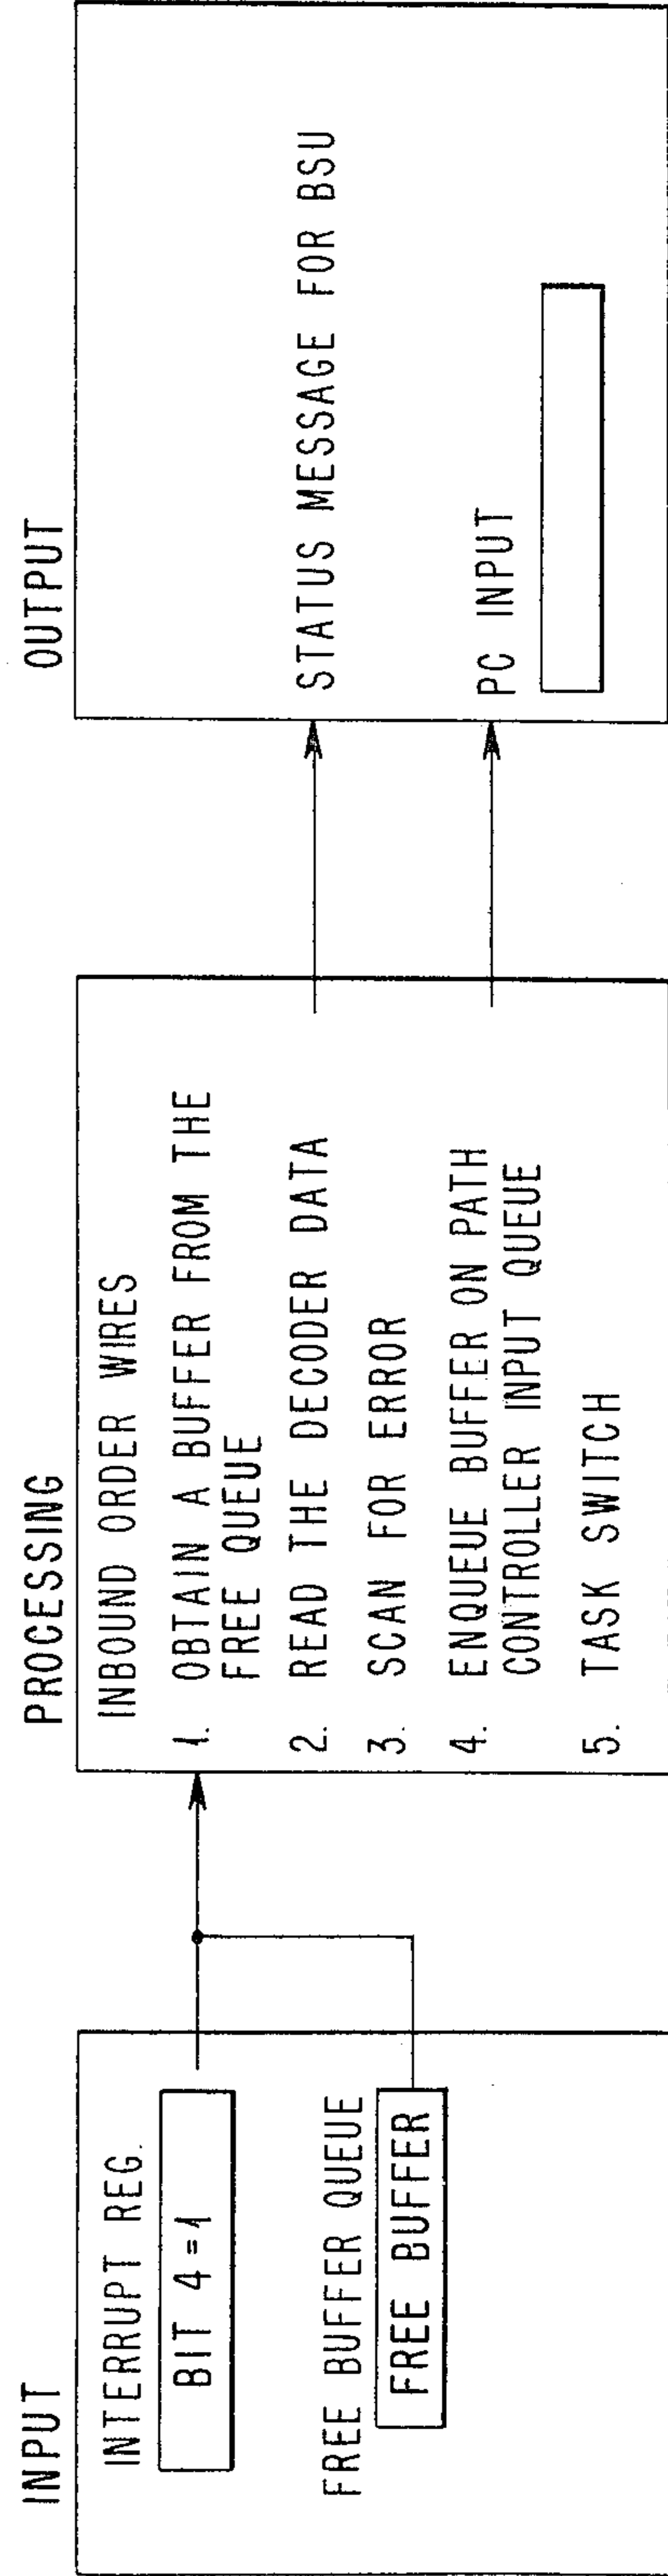 INPUT
INTERRUPT REG.
BIT 4 = 1
FREE BUFFER QUEUE
FREE BUFFER
PROCESSING
INBOUND ORDER WIRES
1. OBTAIN A BUFFER FROM THE
FREE QUEUE
2. READ THE DECODER DATA
3. SCAN FOR ERROR
4. ENQUEUE BUFFER ON PATH
CONTROLLER INPUT QUEUE
5. TASK SWITCH
OUTPUT
STATUS MESSAGE FOR BSU
PC INPUT